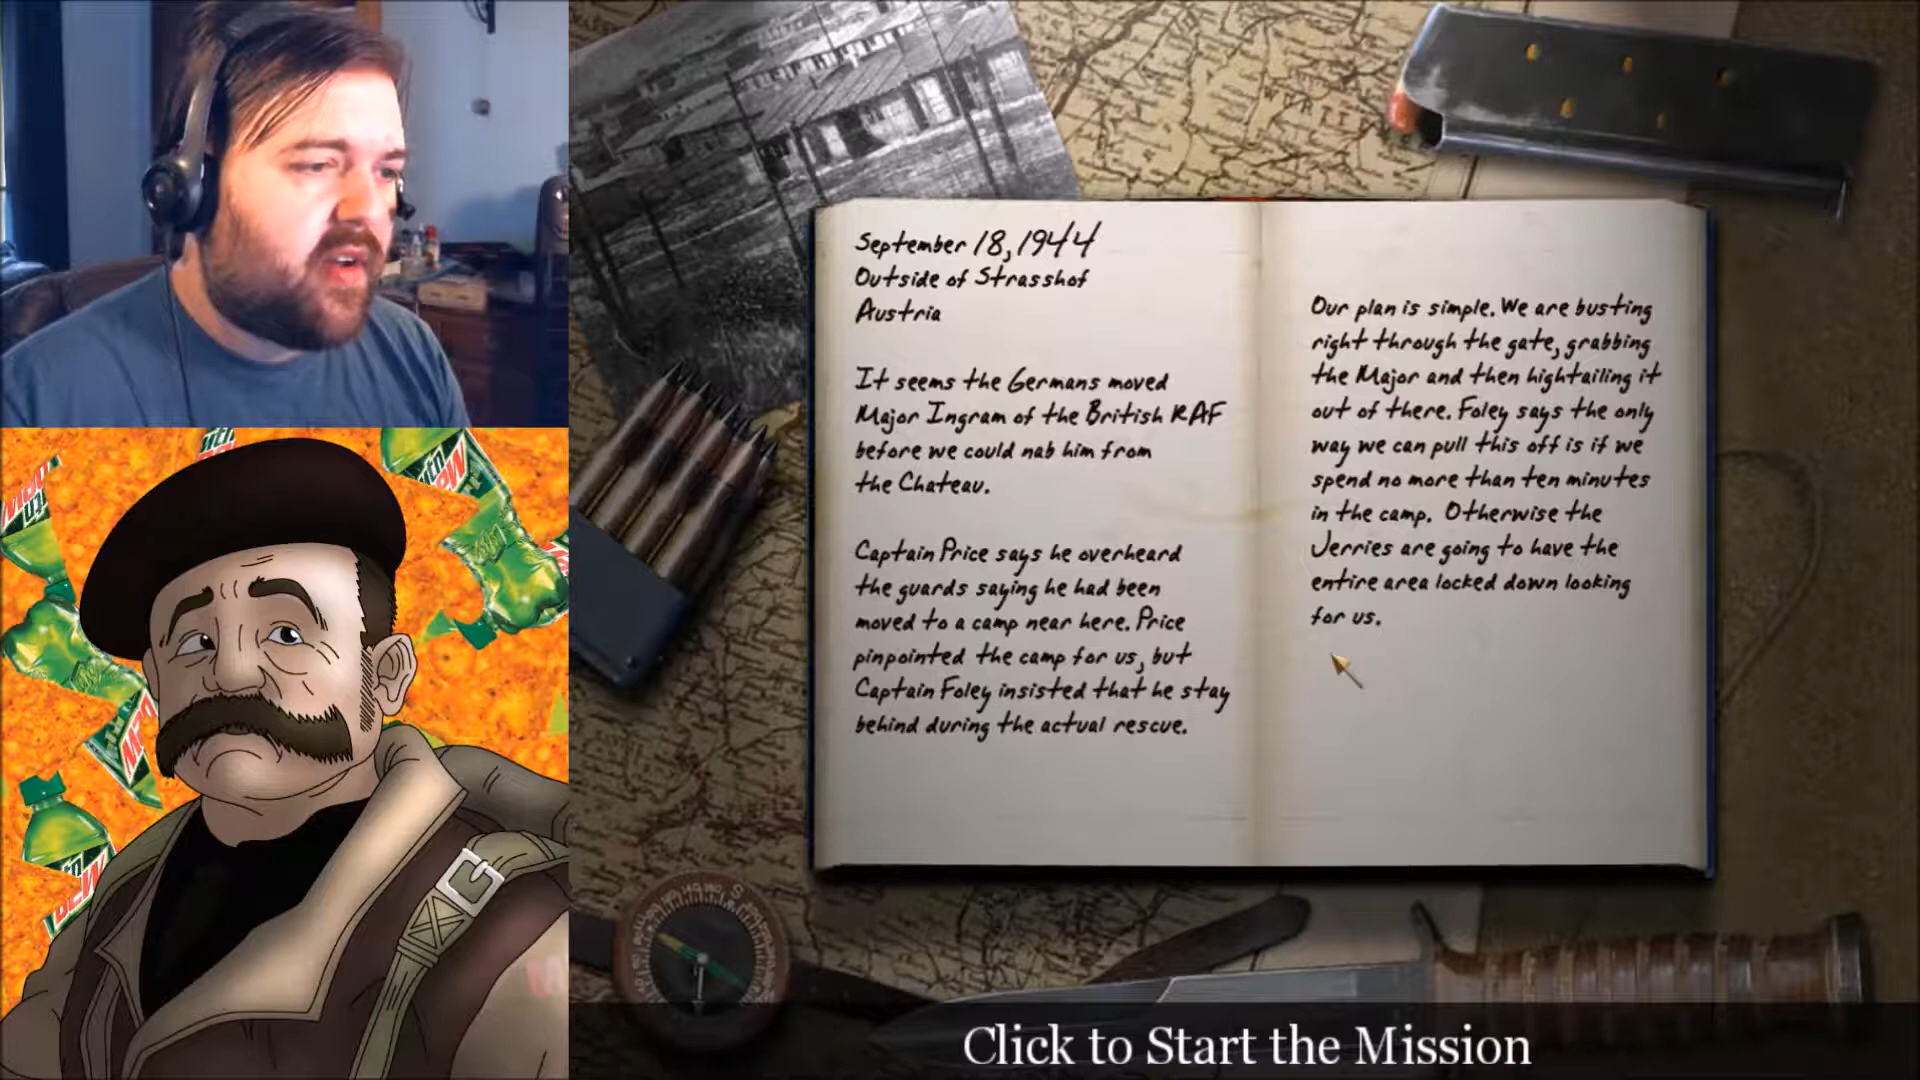 September 18, 1944
Outside of Strasshof
Austria
It seems the Germans moved
Major Ingram of the British RAF
before we could nab him from
the Chateau.
Captain Price says he overheard
the guards saying he had been
moved to a camp near here. Price
pinpointed the camp for us, but
Captain Foley insisted that he stay
behind during the actual rescue.
Our plan is simple. We are busting
right through the gate, grabbing
the Major and then hightailing it
out of there. Foley says the only
way we can pull this off is if we
spend no more than ten minutes
in the camp. Otherwise the
Jerries are going to have the
entire area locked down looking
for us.
Click to Start the Mission